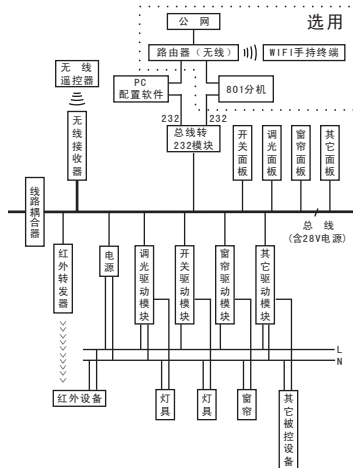 公网
选用
路由器(无线)
WIFI手持终端
无线
遥控器
PC
配置软件
801分机
232
232
无线接收器
总线转
232模块
开关面板
调光面板
窗帘面板
其它面板
线路耦合器
总线
(含28V电源)
红外转发器
电源
调光驱动模块
开关驱动模块
窗帘驱动模块
其它驱动模块
L
N
红外设备
灯具
灯具
窗帘
其它被控设备